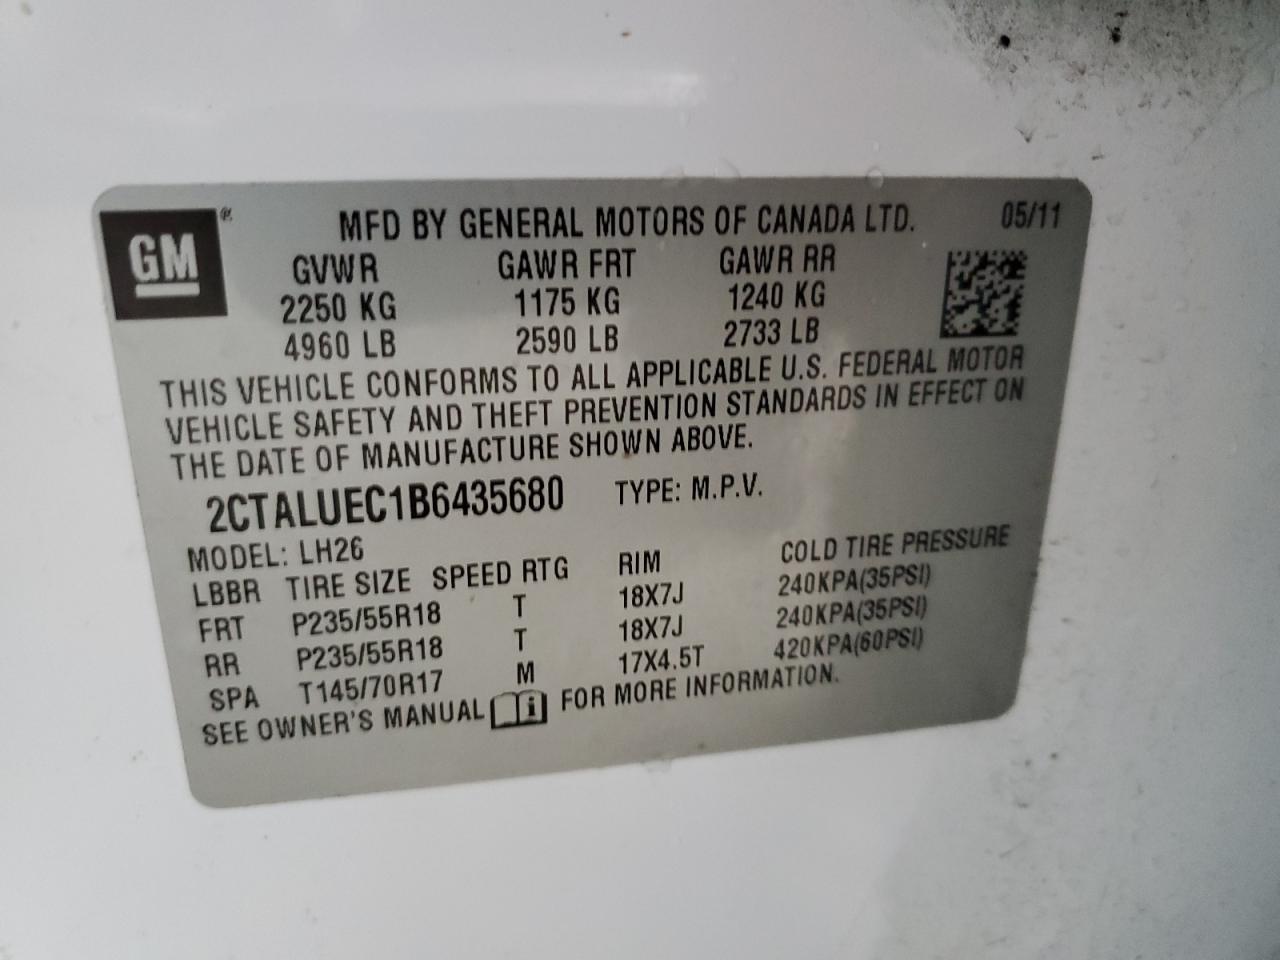 GM ® MFD BY GENERAL MOTORS OF CANADA LTD. 05/11
GVWR GAWR FRT GAWR RR
2250 KG 1175 KG 1240 KG
4960 LB 2590 LB 2733 LB
THIS VEHICLE CONFORMS TO ALL APPLICABLE U.S. FEDERAL MOTOR
VEHICLE SAFETY AND THEFT PREVENTION STANDARDS IN EFFECT ON
THE DATE OF MANUFACTURE SHOWN ABOVE.
2CTALUEC1B6435680 TYPE: M.P.V.
MODEL: LH26
LBBR TIRE SIZE SPEED RTG RIM COLD TIRE PRESSURE
FRT P235/55R18 T 18X7J 240KPA(35PSI)
RR P235/55R18 T 18X7J 240KPA(35PSI)
SPA T145/70R17 M 17X4.5T 420KPA(60PSI)
SEE OWNER'S MANUAL i FOR MORE INFORMATION.